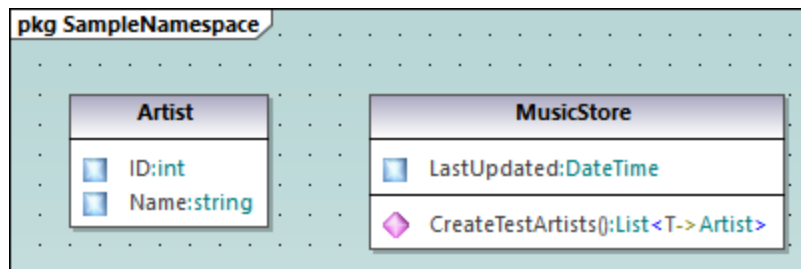 pkg SampleNamespace
Artist
ID:int
Name:string
MusicStore
LastUpdated:DateTime
CreateTestArtists():List<T->Artist>